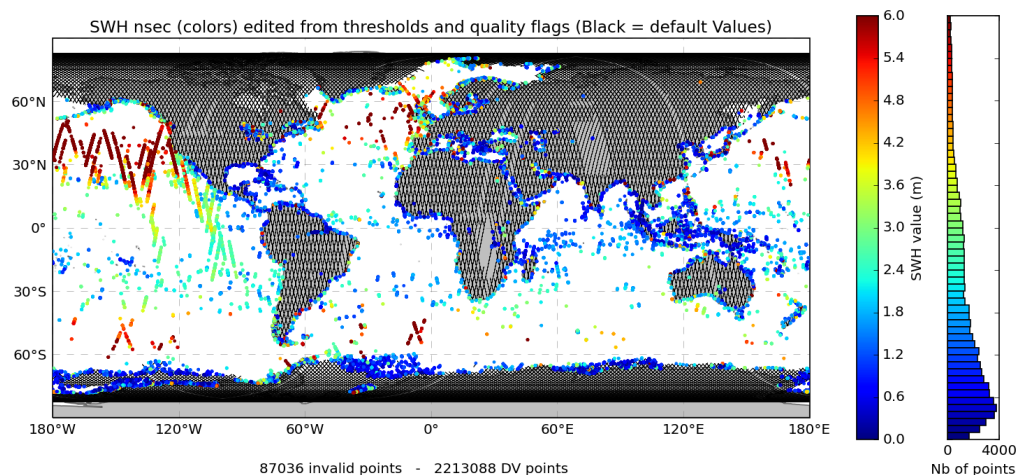 SWH nsec (colors) edited from thresholds and quality flags (Black = default Values)
60°N
30°N
0°
30°S
60°S
180°W 120°W 60°W 0° 60°E 120°E 180°E
6.0
5.4
4.8
4.2
3.6
3.0
2.4
1.8
1.2
0.6
0.0
SWH value (m)
0 4000
Nb of points
87036 invalid points - 2213088 DV points